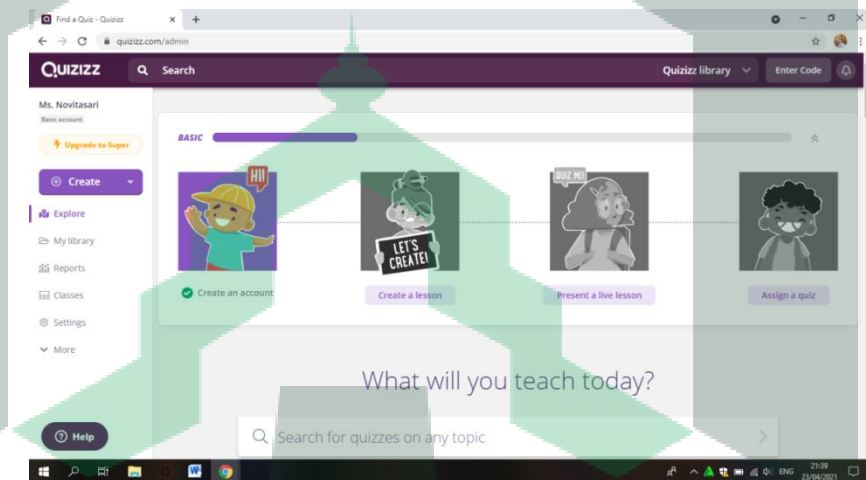 Find a Quiz - Quizizz
quizizz.com/admin
QUIZIZZ Search Quizizz library Enter Code
Ms. Novitasari
Basic account
Upgrade to Super
Create
Explore
My library
Reports
Classes
Settings
More
Help
BASIC
HI!
LET'S
CREATE!
QUIZ ME!
Create an account Create a lesson Present a live lesson Assign a quiz
What will you teach today?
Search for quizzes on any topic
ENG 21:39
23/04/2021